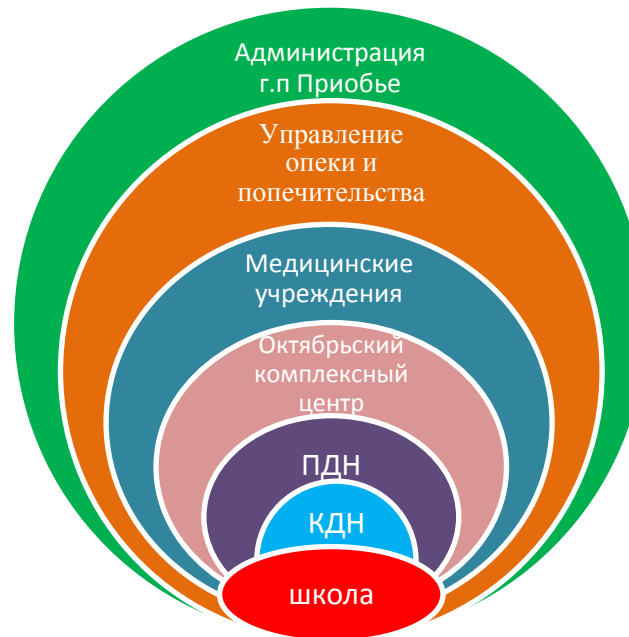 Администрация
г.п Приобье
Управление
опеки и
попечительства
Медицинские
учреждения
Октябрьский
комплексный
центр
ПДН
КДН
школа